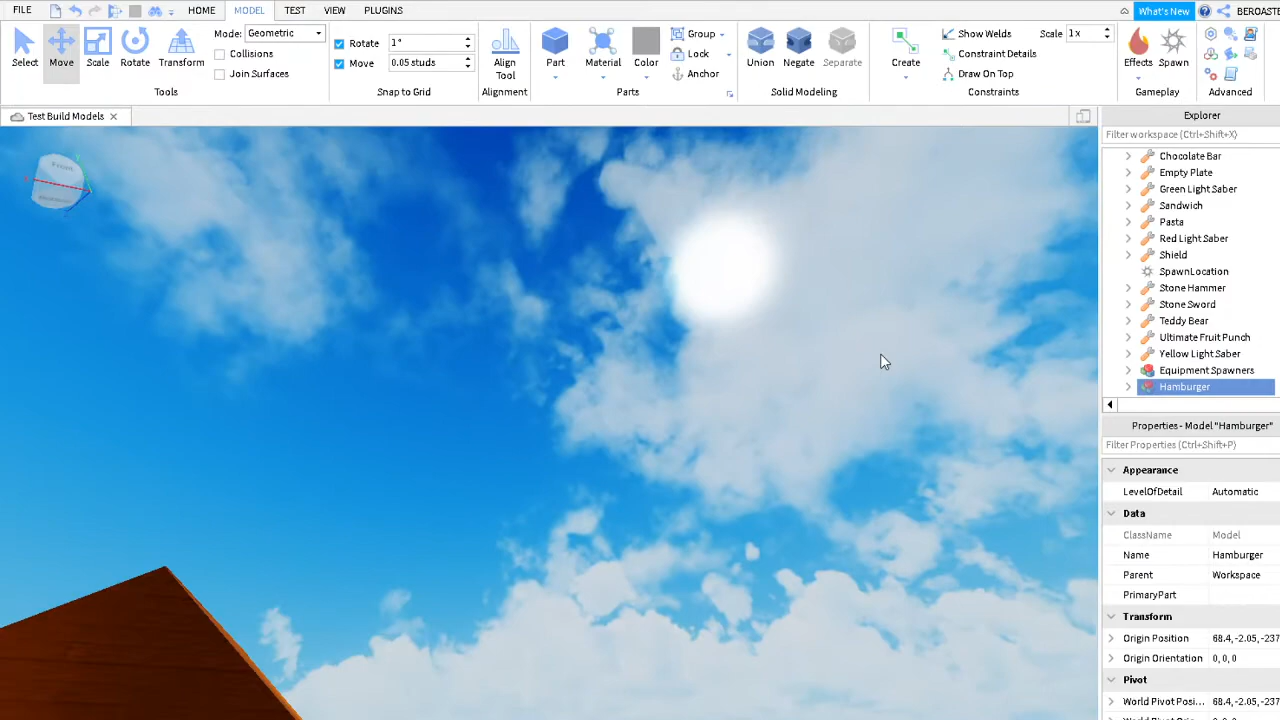 FILE HOME MODEL TEST VIEW PLUGINS What's New BEROASTE
Select Move Scale Rotate Transform
Mode: Geometric
Collisions
Join Surfaces
Tools
Rotate 1°
Move 0.05 studs
Snap to Grid
Align Tool
Alignment
Part Material Color
Group
Lock
Anchor
Parts
Union Negate Separate
Solid Modeling
Create
Show Welds Scale 1x
Constraint Details
Draw On Top
Constraints
Effects Spawn
Gameplay
Advanced
Test Build Models
Front
Explorer
Filter workspace (Ctrl+Shift+X)
Chocolate Bar
Empty Plate
Green Light Saber
Sandwich
Pasta
Red Light Saber
Shield
SpawnLocation
Stone Hammer
Stone Sword
Teddy Bear
Ultimate Fruit Punch
Yellow Light Saber
Equipment Spawners
Hamburger
Properties - Model "Hamburger"
Filter Properties (Ctrl+Shift+P)
Appearance
LevelOfDetail Automatic
Data
ClassName Model
Name Hamburger
Parent Workspace
PrimaryPart
Transform
Origin Position 68.4,-2.05,-237
Origin Orientation 0, 0, 0
Pivot
World Pivot Posi... 68.4,-2.05,-237